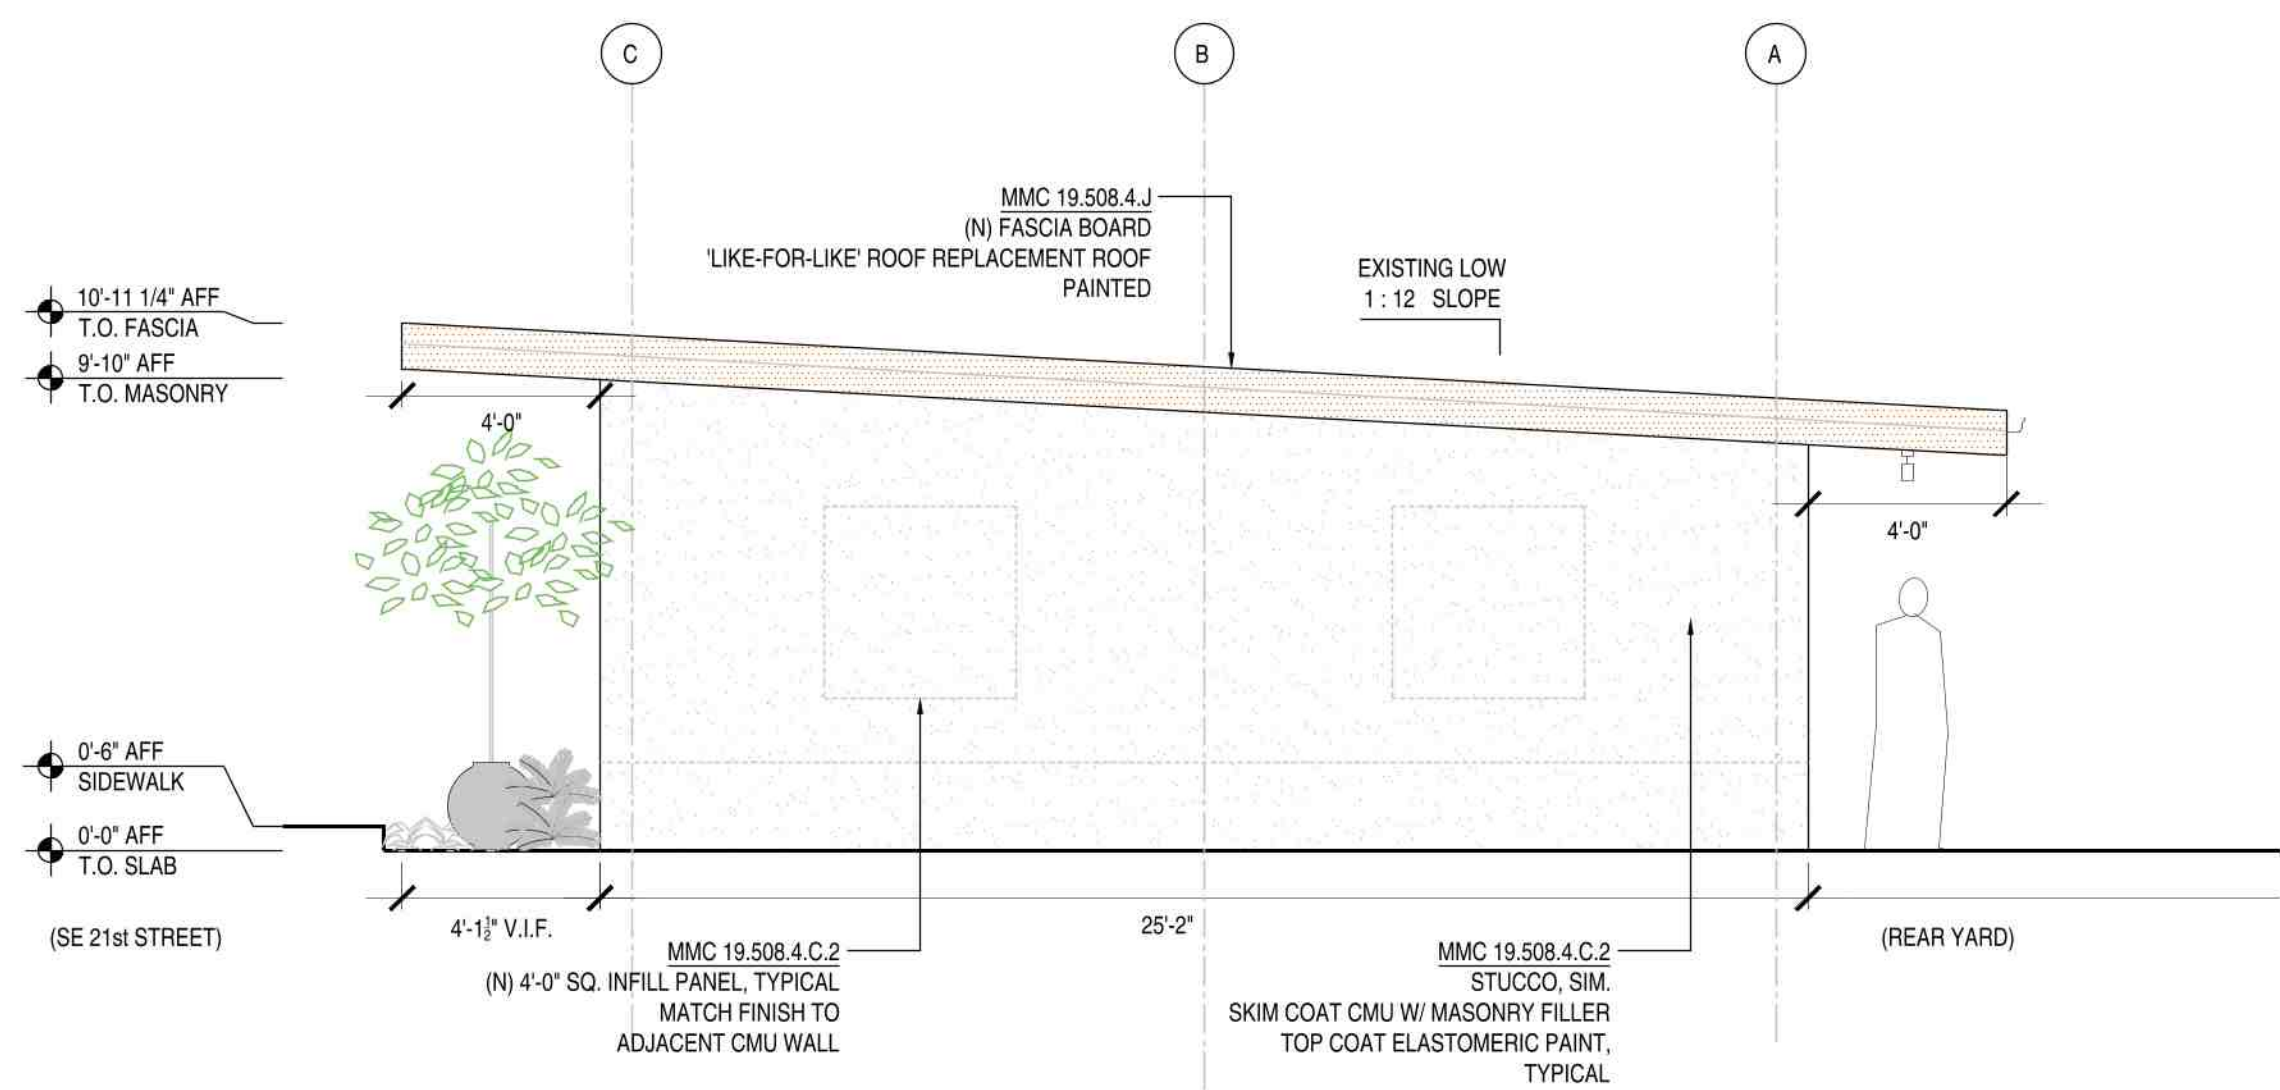 C
B
A
MMC 19.508.4.J
(N) FASCIA BOARD
'LIKE-FOR-LIKE' ROOF REPLACEMENT ROOF
PAINTED
EXISTING LOW
1 : 12 SLOPE
10'-11 1/4" AFF
T.O. FASCIA
9'-10" AFF
T.O. MASONRY
4'-0"
4'-0"
0'-6" AFF
SIDEWALK
0'-0" AFF
T.O. SLAB
(SE 21st STREET)
4'-1½" V.I.F.
25'-2"
(REAR YARD)
MMC 19.508.4.C.2
(N) 4'-0" SQ. INFILL PANEL, TYPICAL
MATCH FINISH TO
ADJACENT CMU WALL
MMC 19.508.4.C.2
STUCCO, SIM.
SKIM COAT CMU W/ MASONRY FILLER
TOP COAT ELASTOMERIC PAINT,
TYPICAL